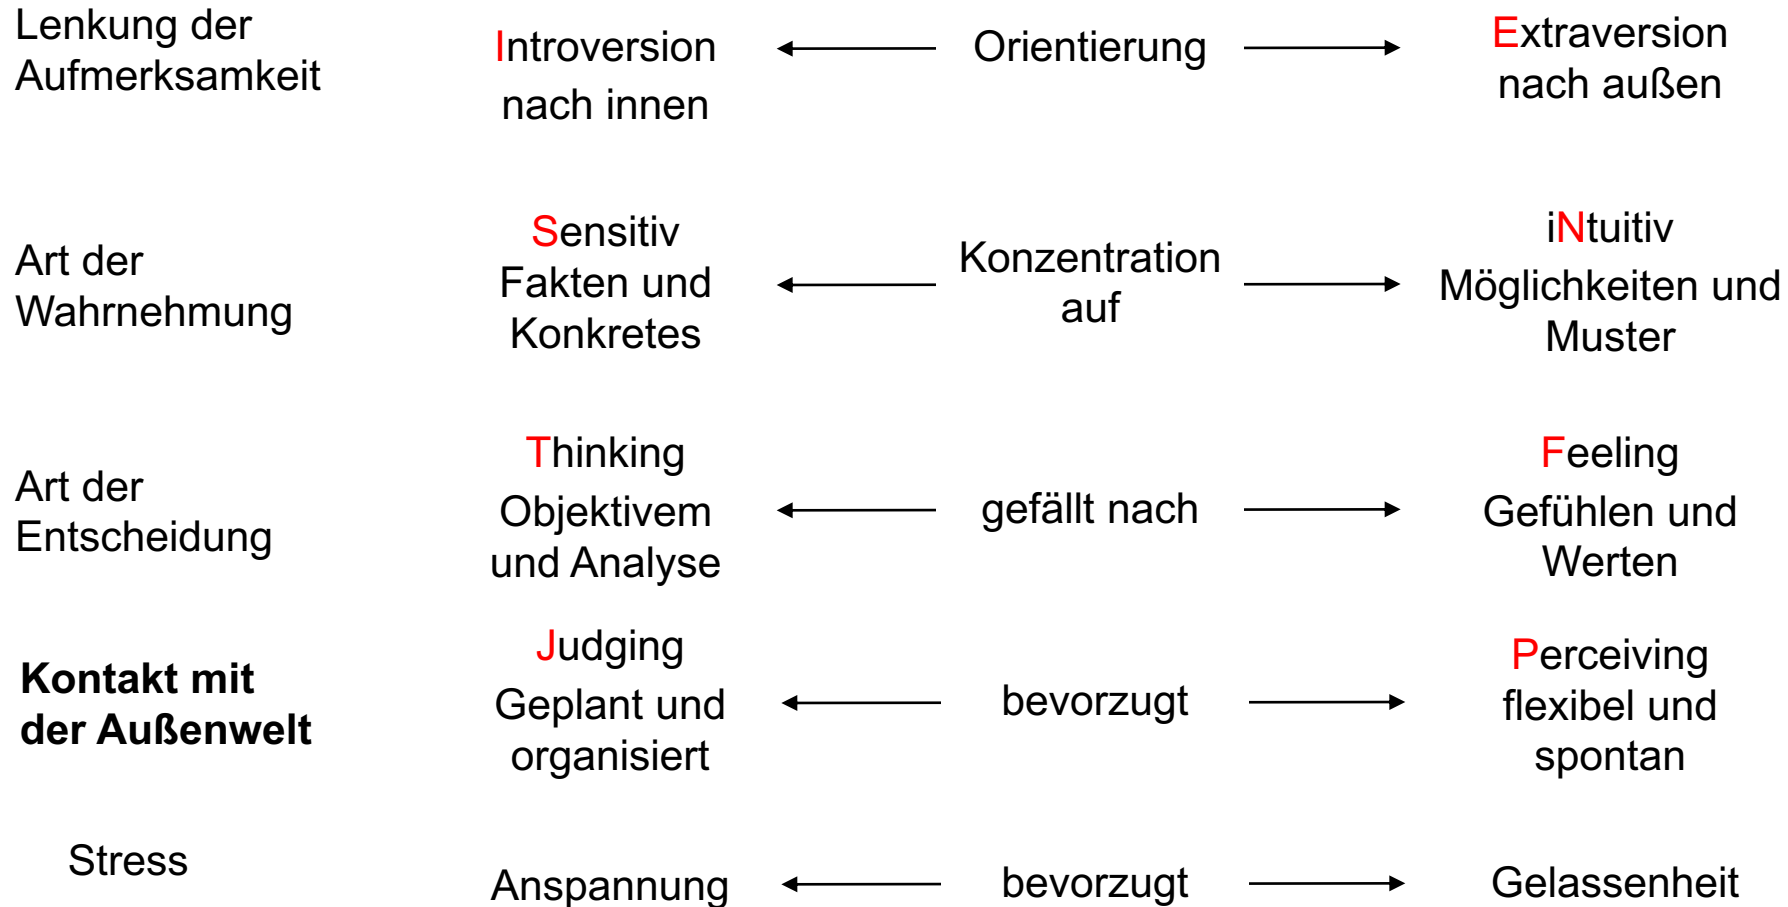 Lenkung der
Aufmerksamkeit
Introversion
nach innen
Orientierung
Extraversion
nach außen
Art der
Wahrnehmung
Sensitiv
Fakten und
Konkretes
Konzentration
auf
iNtuitiv
Möglichkeiten und
Muster
Art der
Entscheidung
Thinking
Objektivem
und Analyse
gefällt nach
Feeling
Gefühlen und
Werten
Kontakt mit
der Außenwelt
Judging
Geplant und
organisiert
bevorzugt
Perceiving
flexibel und
spontan
Stress
Anspannung
bevorzugt
Gelassenheit